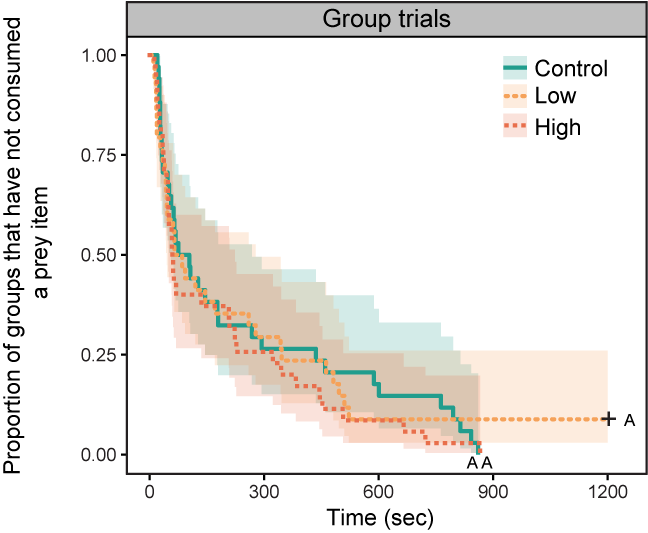 Group trials
Proportion of groups that have not consumed
a prey item
1.00
0.75
0.50
0.25
0.00
Control
Low
High
A
A A
0
300
600
900
1200
Time (sec)